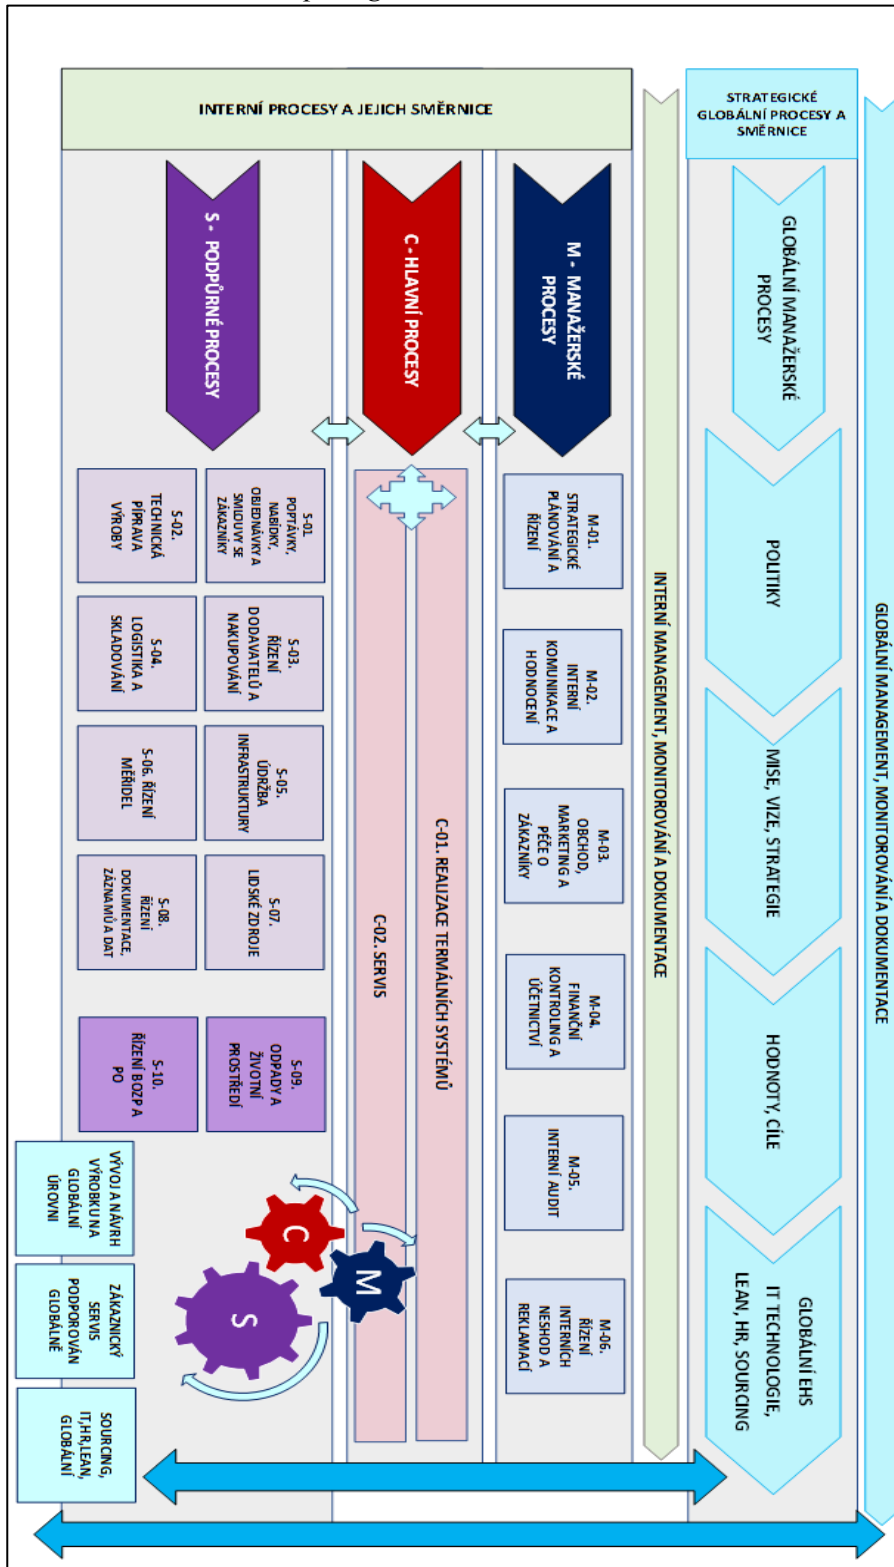 GLOBÁLNÍ MANAGEMENT, MONITOROVÁNÍ A DOKUMENTACE
STRATEGICKÉ
GLOBÁLNÍ PROCESY A
SMĚRNICE
GLOBÁLNÍ MANAŽERSKÉ
PROCESY
POLITIKY
MISE, VIZE, STRATEGIE
HODNOTY, CÍLE
GLOBÁLNÍ EHS
IT TECHNOLOGIE,
LEAN, HR, SOURCING
INTERNÍ MANAGEMENT, MONITOROVÁNÍ A DOKUMENTACE
INTERNÍ PROCESY A JEJICH SMĚRNICE
M - MANAŽERSKÉ
PROCESY
M-01.
STRATEGICKÉ
PLÁNOVÁNÍ A
ŘÍZENÍ
M-02.
INTERNÍ
KOMUNIKACE A
HODNOCENÍ
M-03.
OBCHOD,
MARKETING A
PÉČE O
ZÁKAZNÍKY
M-04.
FINANČNÍ
KONTROLING A
ÚČETNICTVÍ
M-05.
INTERNÍ AUDIT
M-06.
ŘÍZENÍ
INTERNÍCH
NESHOD A
REKLAMACÍ
C - HLAVNÍ PROCESY
C-01. REALIZACE TERMÁLNÍCH SYSTÉMŮ
C-02. SERVIS
S - PODPŮRNÉ PROCESY
S-01
POPTÁVKY,
NABÍDKY,
OBJEDNÁVKY A
SMLOUVY SE
ZÁKAZNÍKY
S-03.
ŘÍZENÍ
DODAVATELŮ A
NAKUPOVÁNÍ
S-05.
ÚDRŽBA
INFRASTRUKTURY
S-07.
LIDSKÉ ZDROJE
S-09.
ODPADY A
ŽIVOTNÍ
PROSTŘEDÍ
S-02.
TECHNICKÁ
PÍPRAVA
VÝROBY
S-04.
LOGISTIKA A
SKLADOVÁNÍ
S-06. ŘÍZENÍ
MĚŘIDEL
S-08.
ŘÍZENÍ
DOKUMENTACE,
ZÁZNAMŮ A DAT
S-10.
ŘÍZENÍ BOZP A
PO
M
C
S
VÝVOJ A NÁVRH
VÝROBKU NA
GLOBÁLNÍ
ÚROVNI
ZÁKAZNICKÝ
SERVIS
PODPOROVÁN
GLOBÁLNĚ
SOURCING,
IT,HR,LEAN,
GLOBÁLNÍ